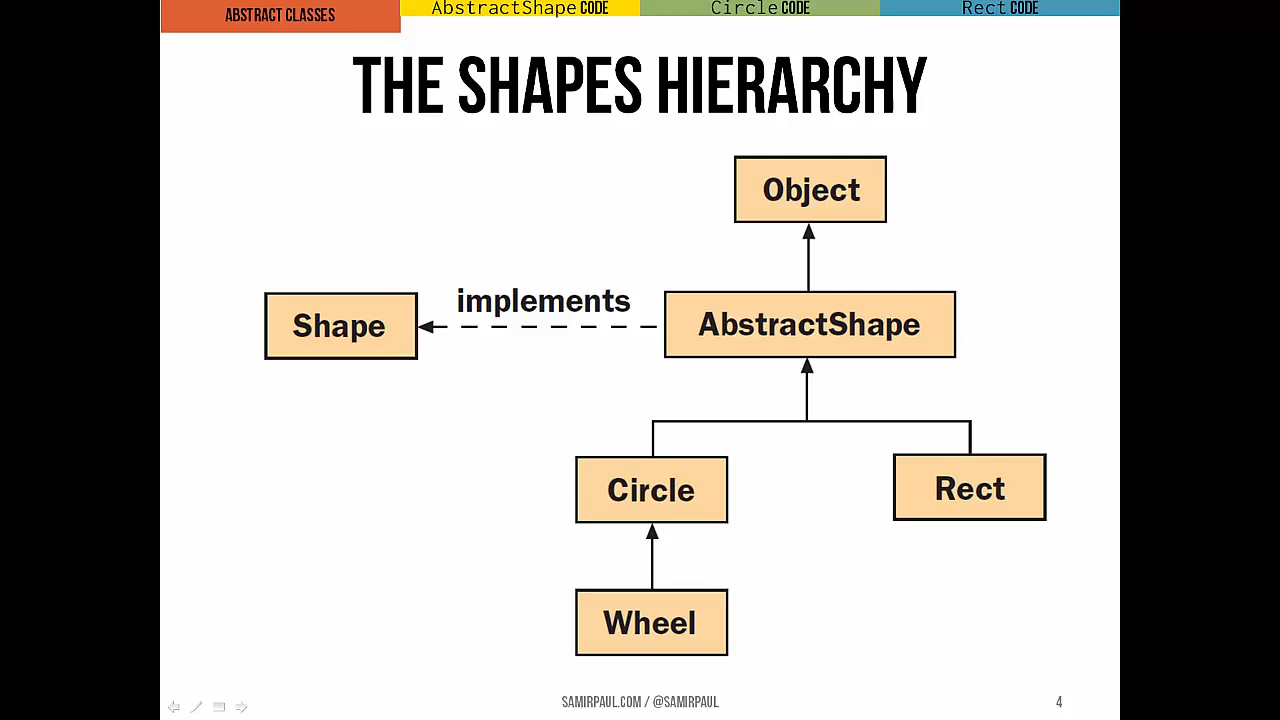 ABSTRACT CLASSES
AbstractShape CODE
Circle CODE
Rect CODE
THE SHAPES HIERARCHY
Object
implements
Shape
AbstractShape
Circle
Rect
Wheel
SAMIRPAUL.COM / @SAMIRPAUL
4